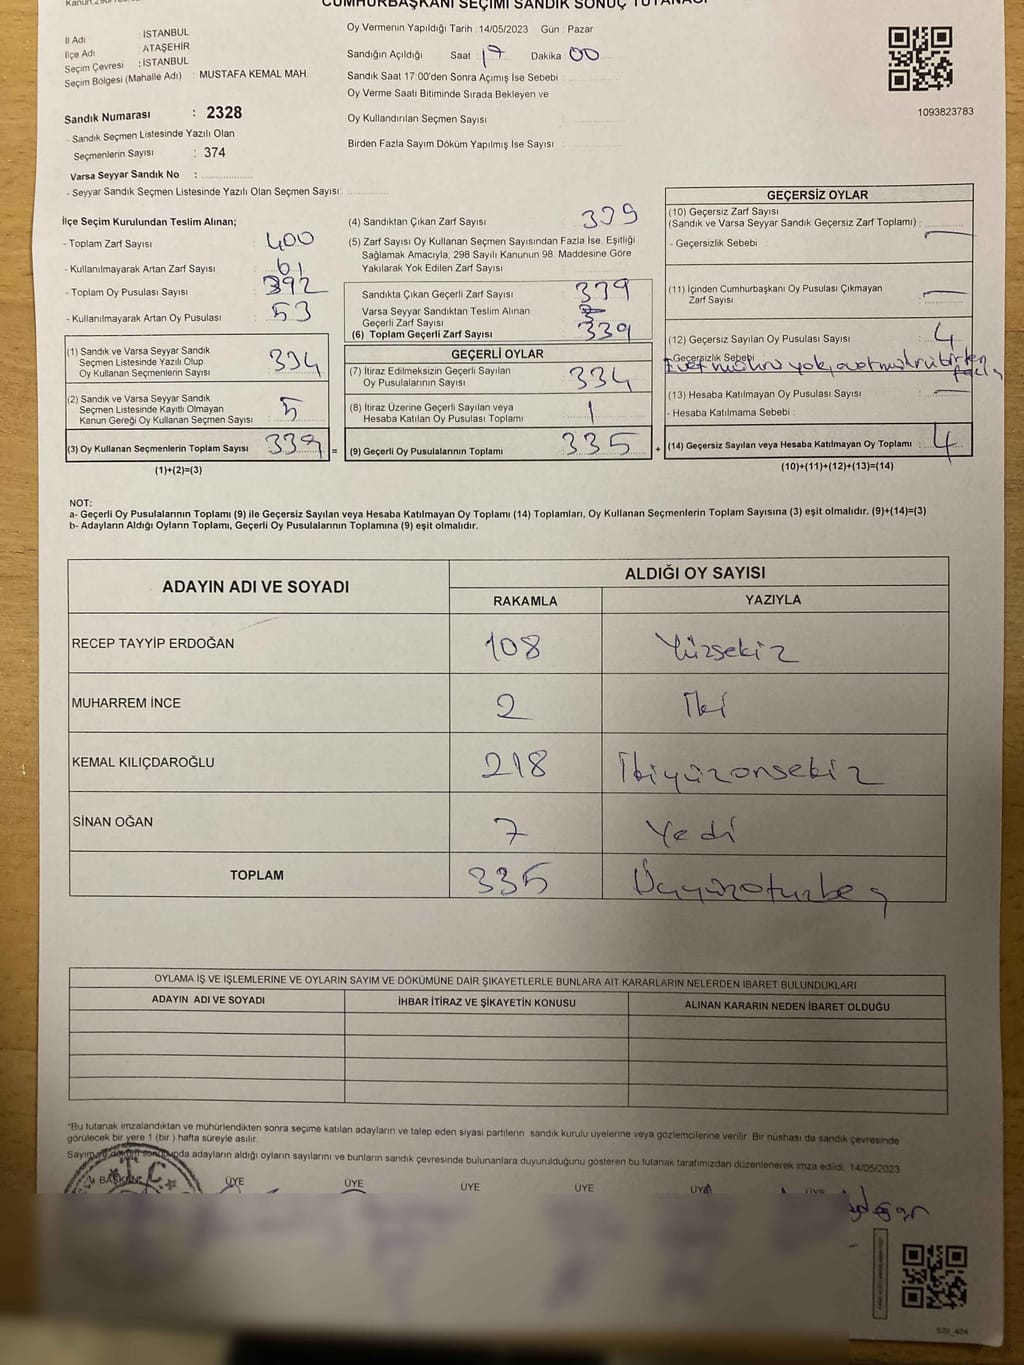 CUMHURBAŞKANI SEÇİMİ SANDIK SONUÇ TUTANAĞI
İl Adı : İSTANBUL
İlçe Adı : ATAŞEHİR
Seçim Çevresi : İSTANBUL
Seçim Bölgesi (Mahalle Adı) : MUSTAFA KEMAL MAH.
Sandık Numarası : 2328
- Sandık Seçmen Listesinde Yazılı Olan
Seçmenlerin Sayısı : 374
Varsa Seyyar Sandık No :
- Seyyar Sandık Seçmen Listesinde Yazılı Olan Seçmen Sayısı:
Oy Vermenin Yapıldığı Tarih : 14/05/2023 Gün : Pazar
Sandığın Açıldığı Saat 17 Dakika 00
Sandık Saat 17:00'den Sonra Açımış İse Sebebi :
Oy Verme Saati Bitiminde Sırada Bekleyen ve
Oy Kullandırılan Seçmen Sayısı :
Birden Fazla Sayım Döküm Yapılmış İse Sayısı :
1093823783
İlçe Seçim Kurulundan Teslim Alınan;
- Toplam Zarf Sayısı : 400
- Kullanılmayarak Artan Zarf Sayısı : 61
- Toplam Oy Pusulası Sayısı : 392
- Kullanılmayarak Artan Oy Pusulası : 53
(1) Sandık ve Varsa Seyyar Sandık
Seçmen Listesinde Yazılı Olup
Oy Kullanan Seçmenlerin Sayısı : 334
(2) Sandık ve Varsa Seyyar Sandık
Seçmen Listesinde Kayıtlı Olmayan
Kanun Gereği Oy Kullanan Seçmen Sayısı : 5
(3) Oy Kullanan Seçmenlerin Toplam Sayısı : 339
(1)+(2)=(3)
(4) Sandıktan Çıkan Zarf Sayısı : 339
(5) Zarf Sayısı Oy Kullanan Seçmen Sayısından Fazla İse, Eşitliği
Sağlamak Amacıyla; 298 Sayılı Kanunun 98. Maddesine Göre
Yakılarak Yok Edilen Zarf Sayısı :
Sandıkta Çıkan Geçerli Zarf Sayısı : 339
Varsa Seyyar Sandıktan Teslim Alınan
Geçerli Zarf Sayısı
(6) Toplam Geçerli Zarf Sayısı : 339
GEÇERLİ OYLAR
(7) İtiraz Edilmeksizin Geçerli Sayılan
Oy Pusulalarının Sayısı : 334
(8) İtiraz Üzerine Geçerli Sayılan veya
Hesaba Katılan Oy Pusulası Toplamı : 1
= (9) Geçerli Oy Pusulalarının Toplamı : 335 +
GEÇERSİZ OYLAR
(10) Geçersiz Zarf Sayısı
(Sandık ve Varsa Seyyar Sandık Geçersiz Zarf Toplamı) : —
- Geçersizlik Sebebi :
(11) İçinden Cumhurbaşkanı Oy Pusulası Çıkmayan
Zarf Sayısı : —
(12) Geçersiz Sayılan Oy Pusulası Sayısı : 4
- Geçersizlik Sebebi
Evet mührü yok, evet mührü birden fazla
(13) Hesaba Katılmayan Oy Pusulası Sayısı : —
- Hesaba Katılmama Sebebi :
(14) Geçersiz Sayılan veya Hesaba Katılmayan Oy Toplamı : 4
(10)+(11)+(12)+(13)=(14)
NOT:
a- Geçerli Oy Pusulalarının Toplamı (9) ile Geçersiz Sayılan veya Hesaba Katılmayan Oy Toplamı (14) Toplamları, Oy Kullanan Seçmenlerin Toplam Sayısına (3) eşit olmalıdır. (9)+(14)=(3)
b- Adayların Aldığı Oyların Toplamı, Geçerli Oy Pusulalarının Toplamına (9) eşit olmalıdır.
ADAYIN ADI VE SOYADI ALDIĞI OY SAYISI
RAKAMLA YAZIYLA
RECEP TAYYİP ERDOĞAN 108 Yüzsekiz
MUHARREM İNCE 2 İki
KEMAL KILIÇDAROĞLU 218 İkiyüzonsekiz
SİNAN OĞAN 7 Yedi
TOPLAM 335 Üçyüzotuzbeş
OYLAMA İŞ VE İŞLEMLERİNE VE OYLARIN SAYIM VE DÖKÜMÜNE DAİR ŞİKAYETLERLE BUNLARA AİT KARARLARIN NELERDEN İBARET BULUNDUKLARI
ADAYIN ADI VE SOYADI İHBAR İTİRAZ VE ŞİKAYETİN KONUSU ALINAN KARARIN NEDEN İBARET OLDUĞU
*Bu tutanak imzalandıktan ve mühürlendikten sonra seçime katılan adayların ve talep eden siyasi partilerin sandık kurulu üyelerine veya gözlemcilerine verilir. Bir nüshası da sandık çevresinde
görülecek bir yere 1 (bir) hafta süreyle asılır.
adayların aldığı oyların sayılarını ve bunların sandık çevresinde bulunanlara duyurulduğunu gösteren bu tutanak tarafımızdan düzenlenerek imza edildi. 14/05/2023
BAŞKAN ÜYE ÜYE ÜYE ÜYE ÜYE ÜYE
T.C.